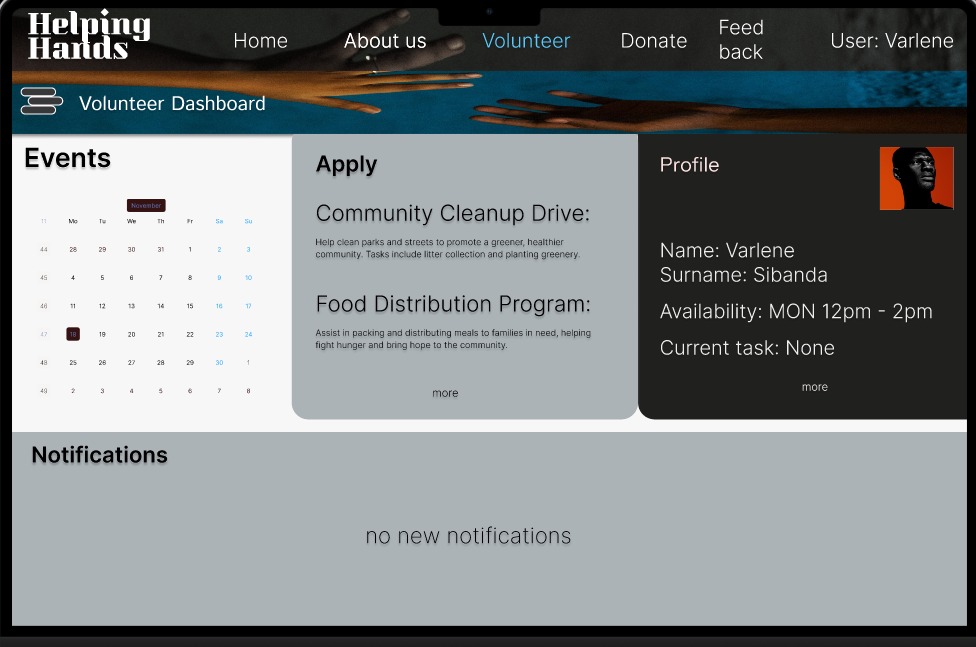 Helping
Hands
Home
About us
Volunteer
Donate
Feed
back
User: Varlene
Volunteer Dashboard
Events
November
11 Mo Tu We Th Fr Sa Su
44 28 29 30 31 1 2 3
45 4 5 6 7 8 9 10
46 11 12 13 14 15 16 17
47 18 19 20 21 22 23 24
48 25 26 27 28 29 30 1
49 2 3 4 5 6 7 8
Apply
Community Cleanup Drive:
Help clean parks and streets to promote a greener, healthier
community. Tasks include litter collection and planting greenery.
Food Distribution Program:
Assist in packing and distributing meals to families in need, helping
fight hunger and bring hope to the community.
more
Profile
Name: Varlene
Surname: Sibanda
Availability: MON 12pm - 2pm
Current task: None
more
Notifications
no new notifications